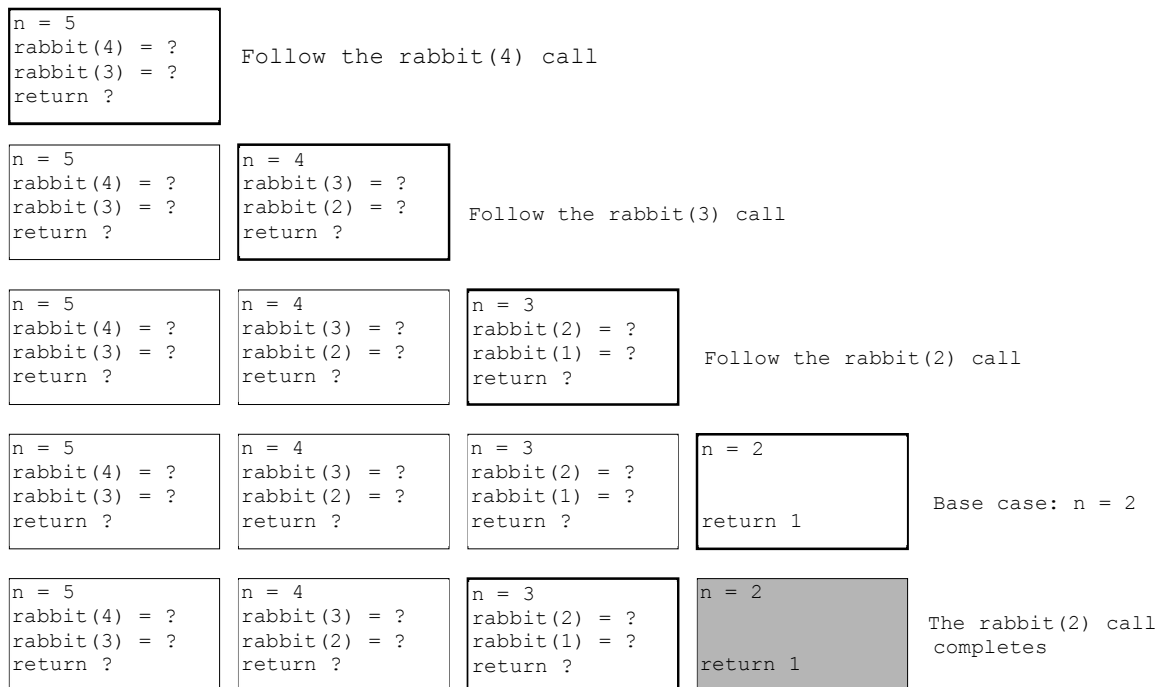 n = 5
rabbit(4) = ?
rabbit(3) = ?
return ?
Follow the rabbit(4) call
n = 5
rabbit(4) = ?
rabbit(3) = ?
return ?
n = 4
rabbit(3) = ?
rabbit(2) = ?
return ?
Follow the rabbit(3) call
n = 5
rabbit(4) = ?
rabbit(3) = ?
return ?
n = 4
rabbit(3) = ?
rabbit(2) = ?
return ?
n = 3
rabbit(2) = ?
rabbit(1) = ?
return ?
Follow the rabbit(2) call
n = 5
rabbit(4) = ?
rabbit(3) = ?
return ?
n = 4
rabbit(3) = ?
rabbit(2) = ?
return ?
n = 3
rabbit(2) = ?
rabbit(1) = ?
return ?
n = 2
return 1
Base case: n = 2
n = 5
rabbit(4) = ?
rabbit(3) = ?
return ?
n = 4
rabbit(3) = ?
rabbit(2) = ?
return ?
n = 3
rabbit(2) = ?
rabbit(1) = ?
return ?
n = 2
return 1
The rabbit(2) call
completes